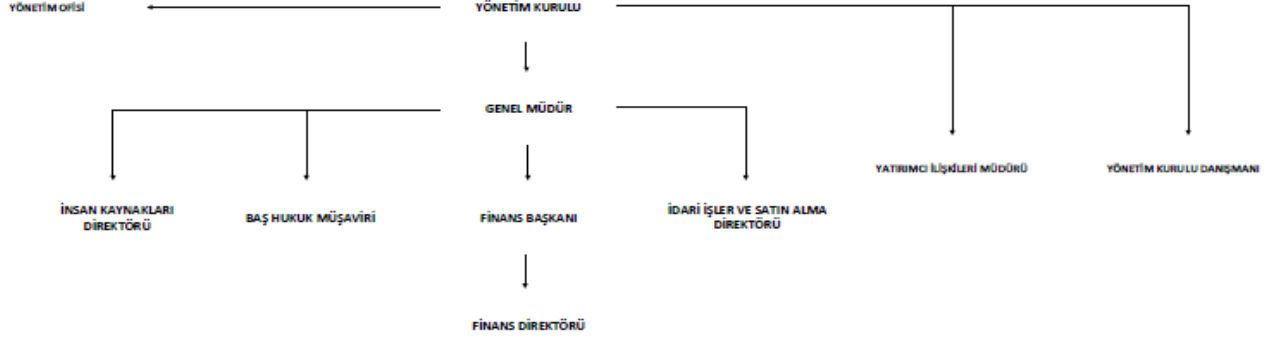 YÖNETİM OFİSİ
YÖNETİM KURULU
GENEL MÜDÜR
YATIRIMCI İLİŞKİLERİ MÜDÜRÜ
YÖNETİM KURULU DANIŞMANI
İNSAN KAYNAKLARI
DİREKTÖRÜ
BAŞ HUKUK MÜŞAVİRİ
FİNANS BAŞKANI
İDARİ İŞLER VE SATIN ALMA
DİREKTÖRÜ
FİNANS DİREKTÖRÜ